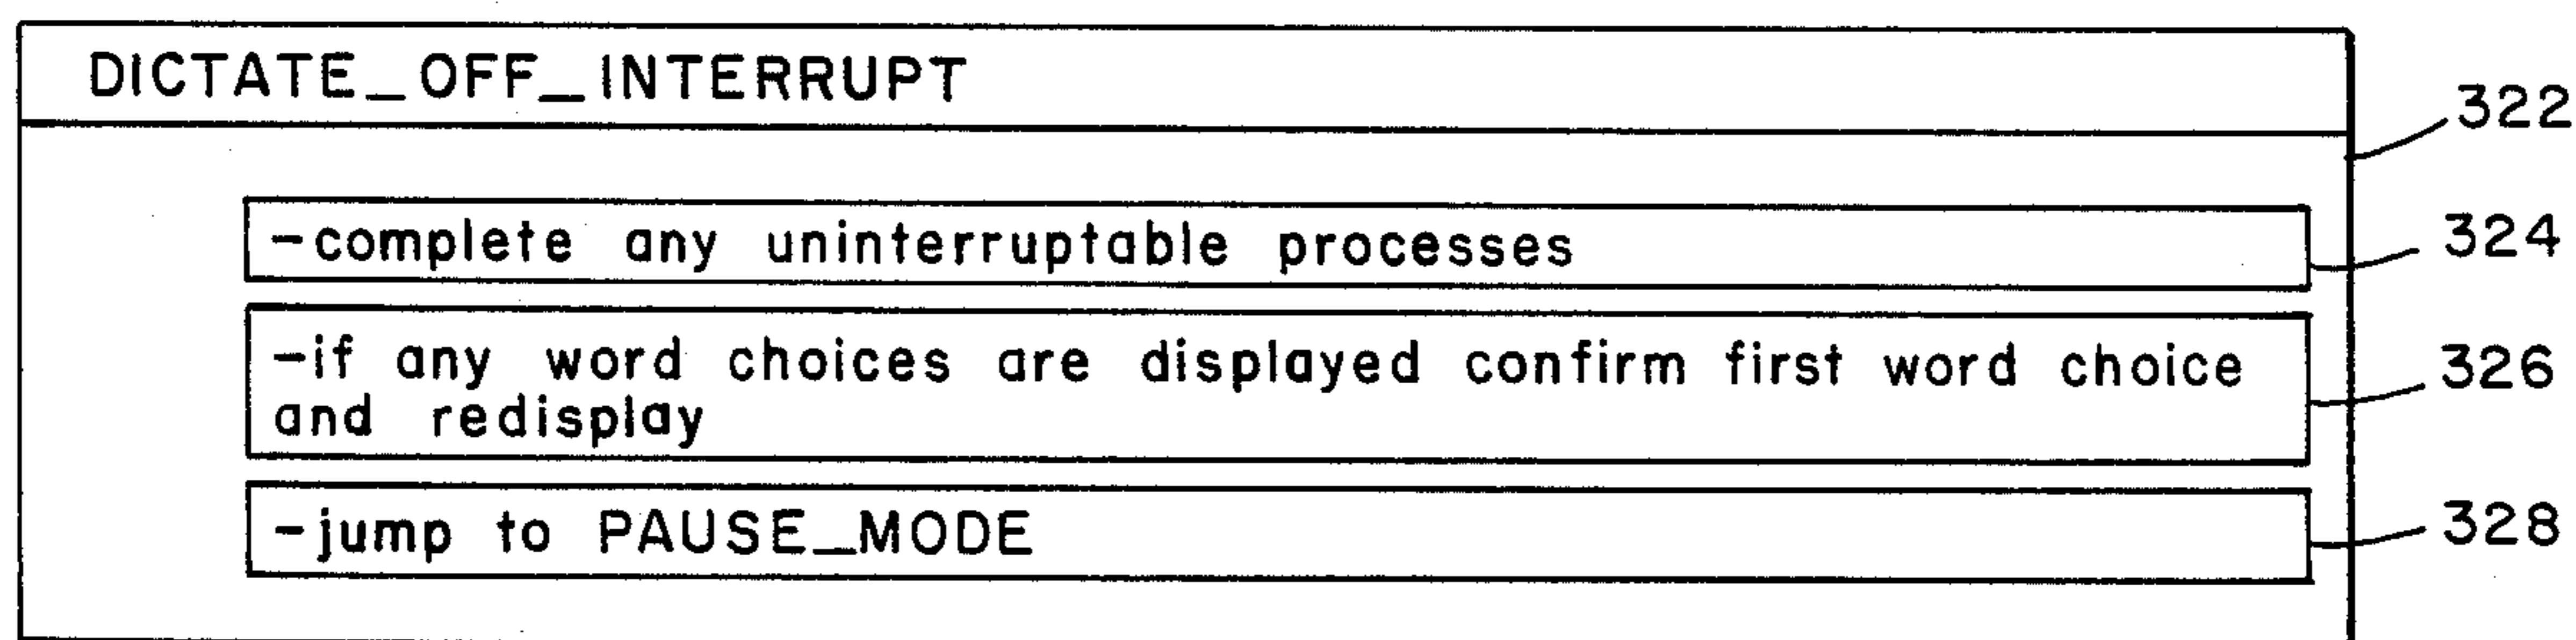 DICTATE_OFF_INTERRUPT
322
-complete any uninterruptable processes
324
-if any word choices are displayed confirm first word choice
and redisplay
326
-jump to PAUSE_MODE
328